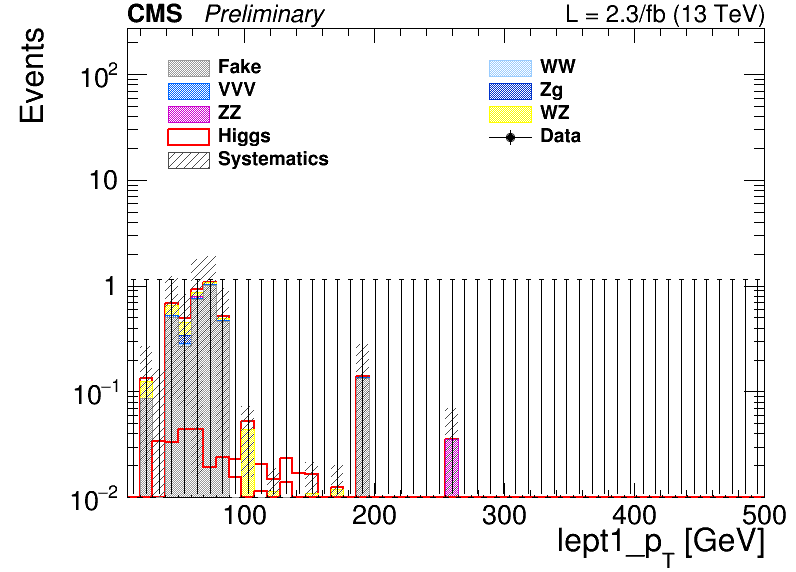 CMS Preliminary L = 2.3/fb (13 TeV)
Events
Fake WW
VVV Zg
ZZ WZ
Higgs Data
Systematics
10²
10
1
10⁻¹
10⁻²
100 200 300 400 500
lept1_p_T [GeV]